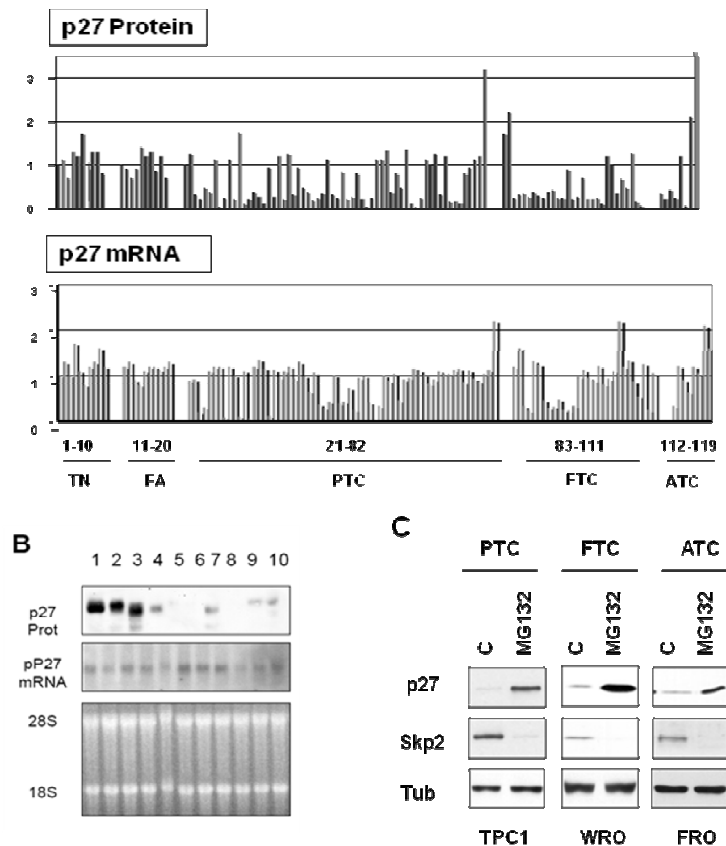 p27 Protein
3
2
1
0
p27 mRNA
3
2
1
0
1-10 11-20 21-82 83-111 112-119
TN FA PTC FTC ATC
B
1 2 3 4 5 6 7 8 9 10
p27
Prot
pP27
mRNA
28S
18S
C
PTC FTC ATC
C MG132 C MG132 C MG132
p27
Skp2
Tub
TPC1 WRO FRO